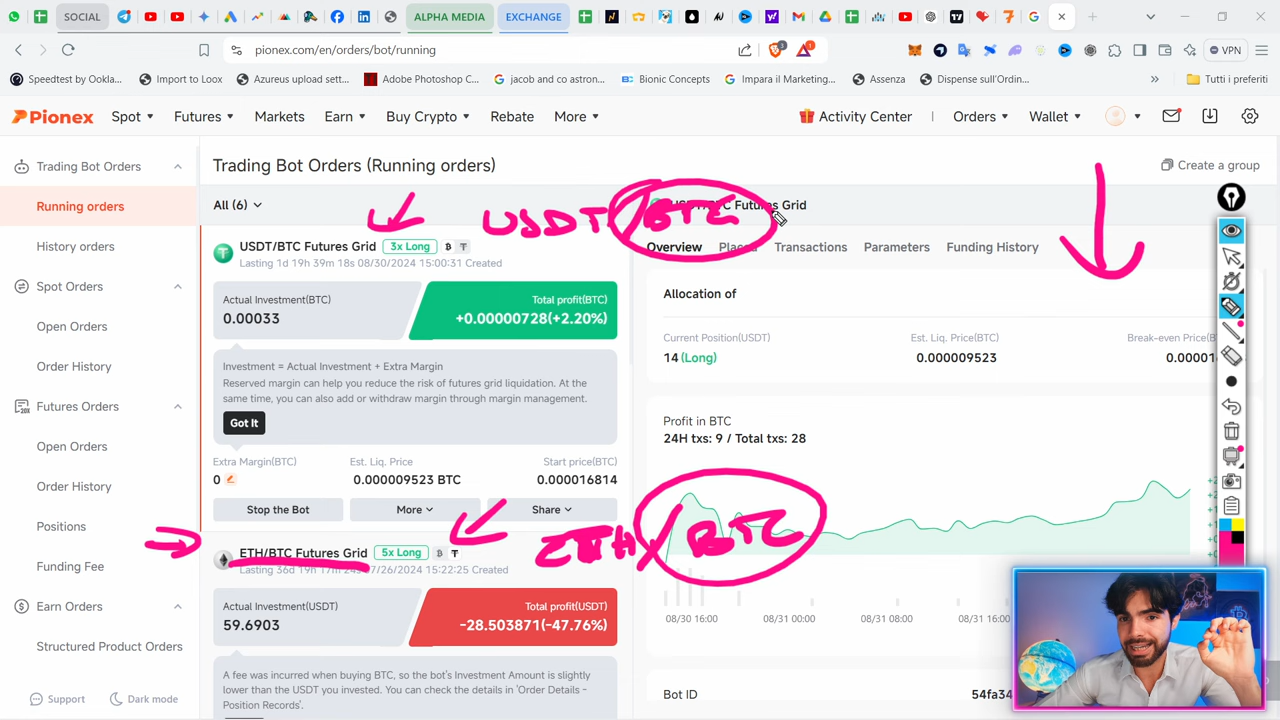 SOCIAL
ALPHA MEDIA
EXCHANGE
pionex.com/en/orders/bot/running
VPN
Speedtest by Ookla...
Import to Loox
Azureus upload sett...
Adobe Photoshop C...
jacob and co astron...
Bionic Concepts
Impara il Marketing...
Assenza
Dispense sull'Ordin...
Tutti i preferiti
Pionex
Spot
Futures
Markets
Earn
Buy Crypto
Rebate
More
Activity Center
Orders
Wallet
Trading Bot Orders
Running orders
History orders
Spot Orders
Open Orders
Order History
Futures Orders
Open Orders
Order History
Positions
Funding Fee
Earn Orders
Structured Product Orders
Support
Dark mode
Trading Bot Orders (Running orders)
Create a group
All (6)
USDT/BTC Futures Grid 3x Long
Lasting 1d 19h 39m 18s 08/30/2024 15:00:31 Created
Actual Investment(BTC)
0.00033
Total profit(BTC)
+0.00000728(+2.20%)
Investment = Actual Investment + Extra Margin
Reserved margin can help you reduce the risk of futures grid liquidation. At the
same time, you can also add or withdraw margin through margin management.
Got It
Extra Margin(BTC)
0
Est. Liq. Price
0.000009523 BTC
Start price(BTC)
0.000016814
Stop the Bot
More
Share
ETH/BTC Futures Grid 5x Long
Lasting 36d 19h 17m 24s 07/26/2024 15:22:25 Created
Actual Investment(USDT)
59.6903
Total profit(USDT)
-28.503871(-47.76%)
A fee was incurred when buying BTC, so the bot's Investment Amount is slightly
lower than the USDT you invested. You can check the details in 'Order Details -
Position Records'.
USDT/BTC
ETH/BTC
USDT/BTC Futures Grid
Overview
Transactions
Parameters
Funding History
Allocation of
Current Position(USDT)
14 (Long)
Est. Liq. Price(BTC)
0.000009523
Break-even Price(B
0.00001
Profit in BTC
24H txs: 9 / Total txs: 28
08/30 16:00
08/31 00:00
08/31 08:00
08/31 16:00
Bot ID
54fa34